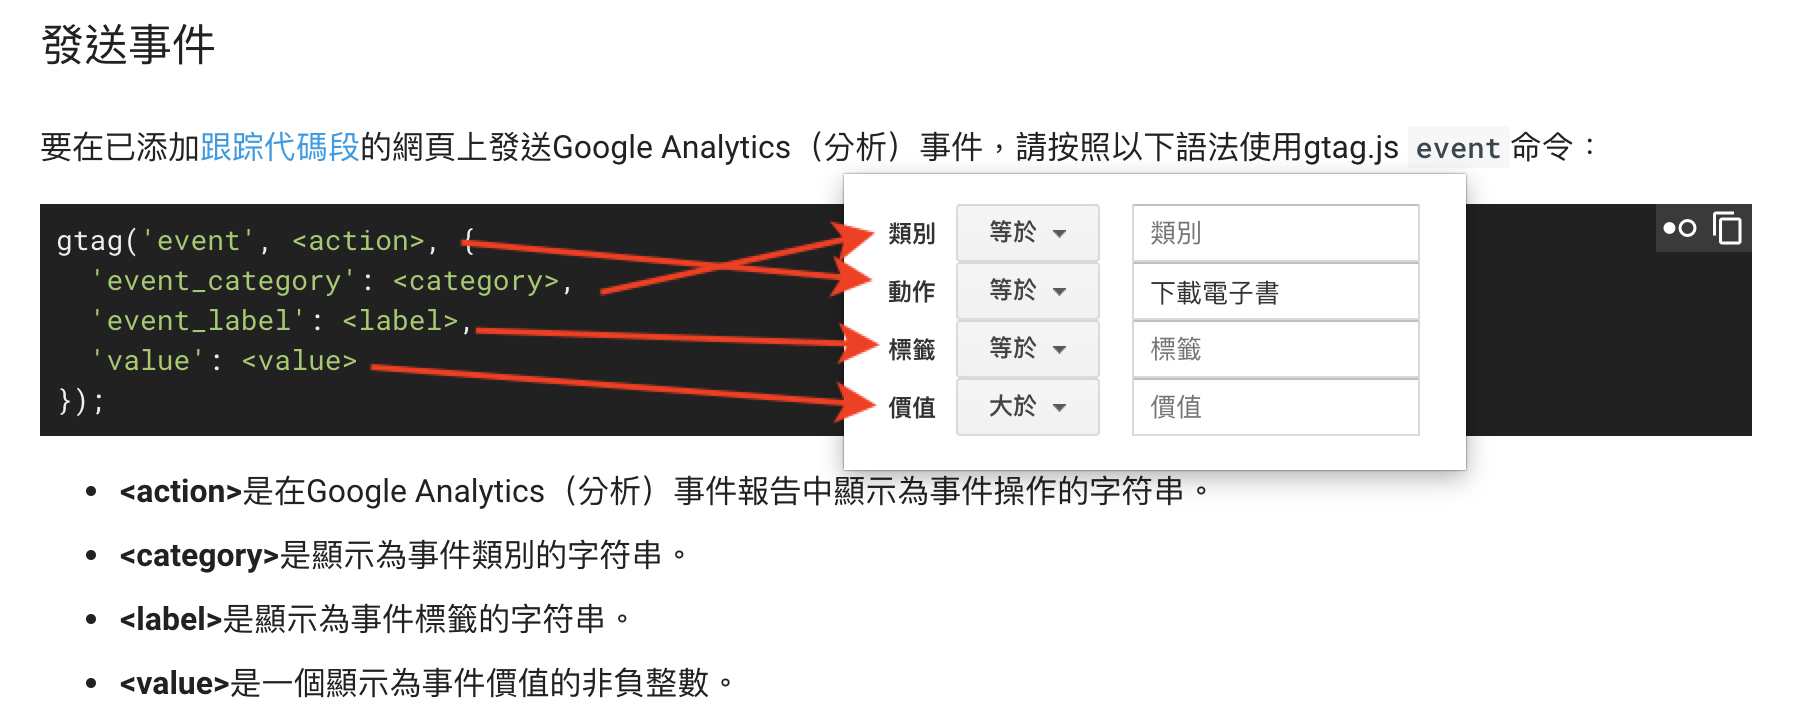 發送事件
要在已添加跟踪代碼段的網頁上發送Google Analytics（分析）事件，請按照以下語法使用gtag.js event命令：
gtag('event', <action>, {
'event_category': <category>,
'event_label': <label>,
'value': <value>
});
類別 等於 類別
動作 等於 下載電子書
標籤 等於 標籤
價值 大於 價值
<action>是在Google Analytics（分析）事件報告中顯示為事件操作的字符串。
<category>是顯示為事件類別的字符串。
<label>是顯示為事件標籤的字符串。
<value>是一個顯示為事件價值的非負整數。